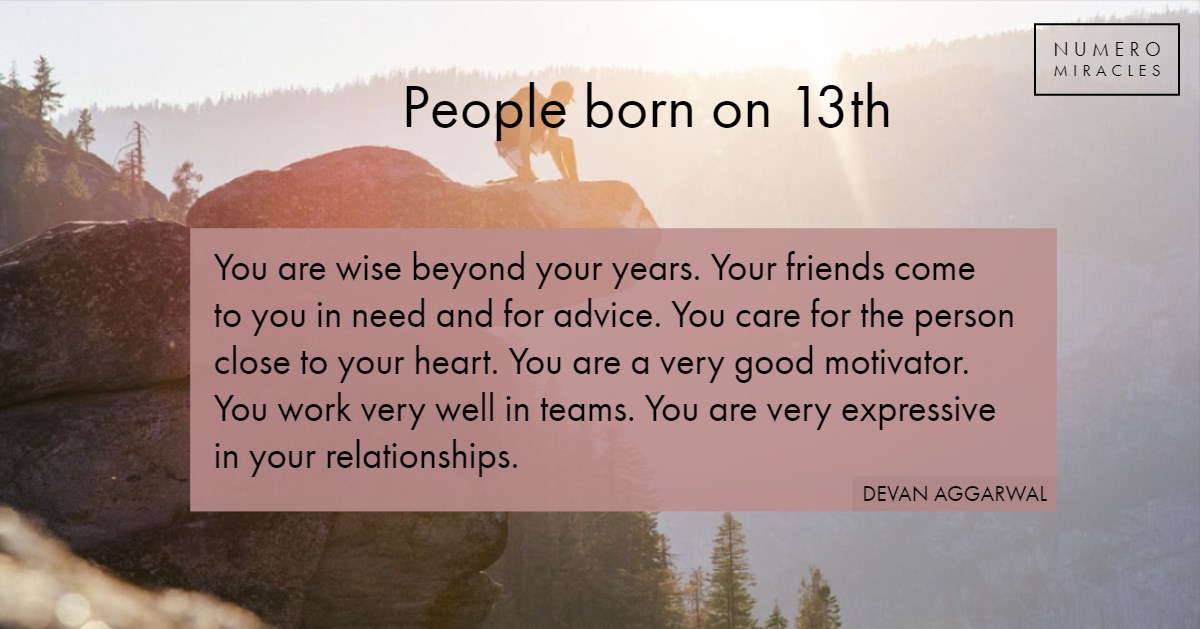 NUMERO
MIRACLES
People born on 13th
You are wise beyond your years. Your friends come
to you in need and for advice. You care for the person
close to your heart. You are a very good motivator.
You work very well in teams. You are very expressive
in your relationships.
DEVAN AGGARWAL